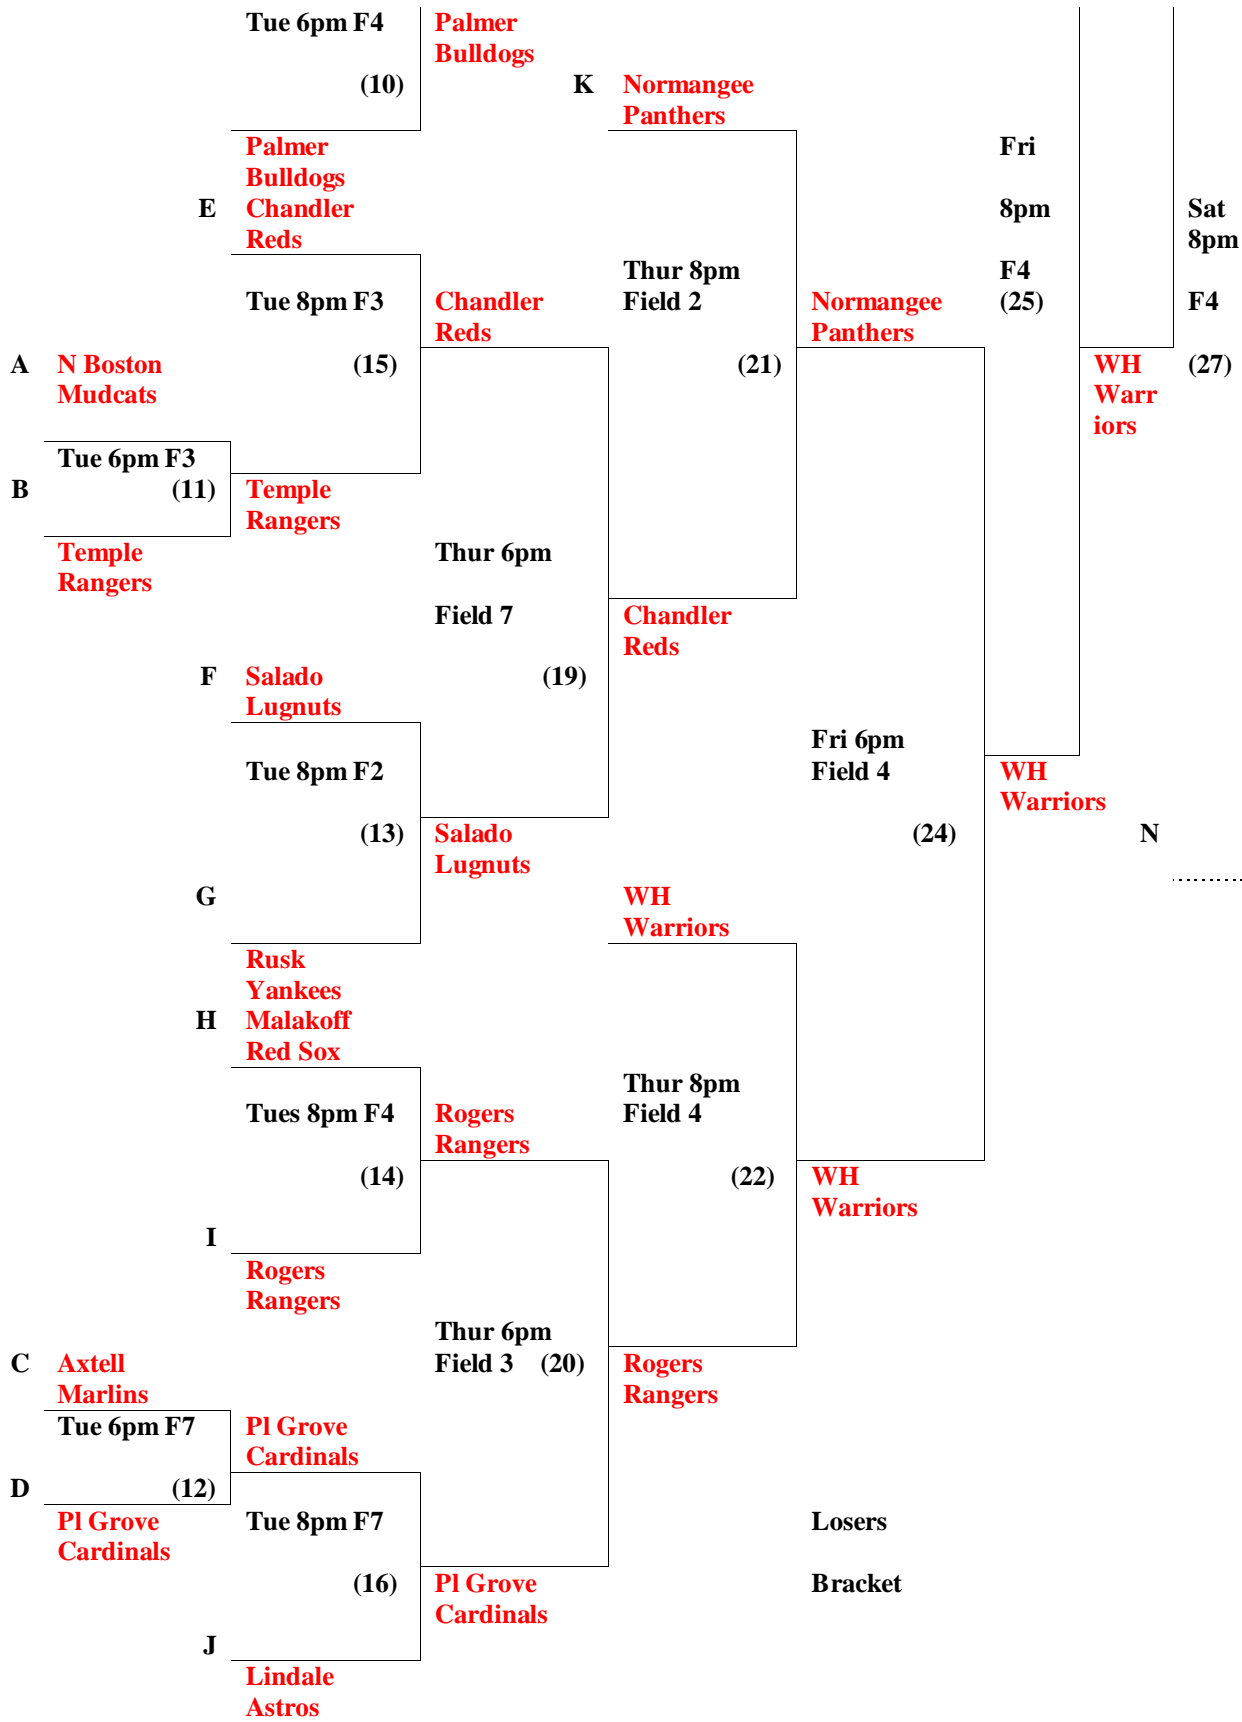 Tue 6pm F4
Palmer
Bulldogs
(10)
K
Normangee
Panthers
Palmer
Bulldogs
Fri
E
Chandler
Reds
8pm
Sat
8pm
Thur 8pm
Field 2
F4
(25)
Tue 8pm F3
Chandler
Reds
Normangee
Panthers
F4
A
N Boston
Mudcats
(15)
(21)
WH
Warr
iors
(27)
Tue 6pm F3
B
(11)
Temple
Rangers
Temple
Rangers
Thur 6pm
Field 7
Chandler
Reds
F
Salado
Lugnuts
(19)
Fri 6pm
Field 4
Tue 8pm F2
WH
Warriors
(13)
Salado
Lugnuts
(24)
N
G
WH
Warriors
Rusk
Yankees
H
Malakoff
Red Sox
Thur 8pm
Field 4
Tues 8pm F4
Rogers
Rangers
(14)
(22)
WH
Warriors
I
Rogers
Rangers
Thur 6pm
Field 3 (20)
C
Axtell
Marlins
Rogers
Rangers
Tue 6pm F7
Pl Grove
Cardinals
D
(12)
Pl Grove
Cardinals
Tue 8pm F7
Losers
(16)
Pl Grove
Cardinals
Bracket
J
Lindale
Astros